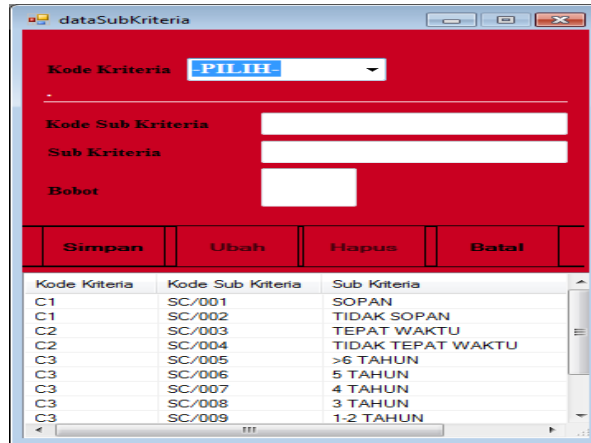 dataSubKriteria
Kode Kriteria -PILIH-
-
Kode Sub Kriteria
Sub Kriteria
Bobot
Simpan Ubah Hapus Batal
Kode Kriteria Kode Sub Kriteria Sub Kriteria
C1 SC/001 SOPAN
C1 SC/002 TIDAK SOPAN
C2 SC/003 TEPAT WAKTU
C2 SC/004 TIDAK TEPAT WAKTU
C3 SC/005 >6 TAHUN
C3 SC/006 5 TAHUN
C3 SC/007 4 TAHUN
C3 SC/008 3 TAHUN
C3 SC/009 1-2 TAHUN